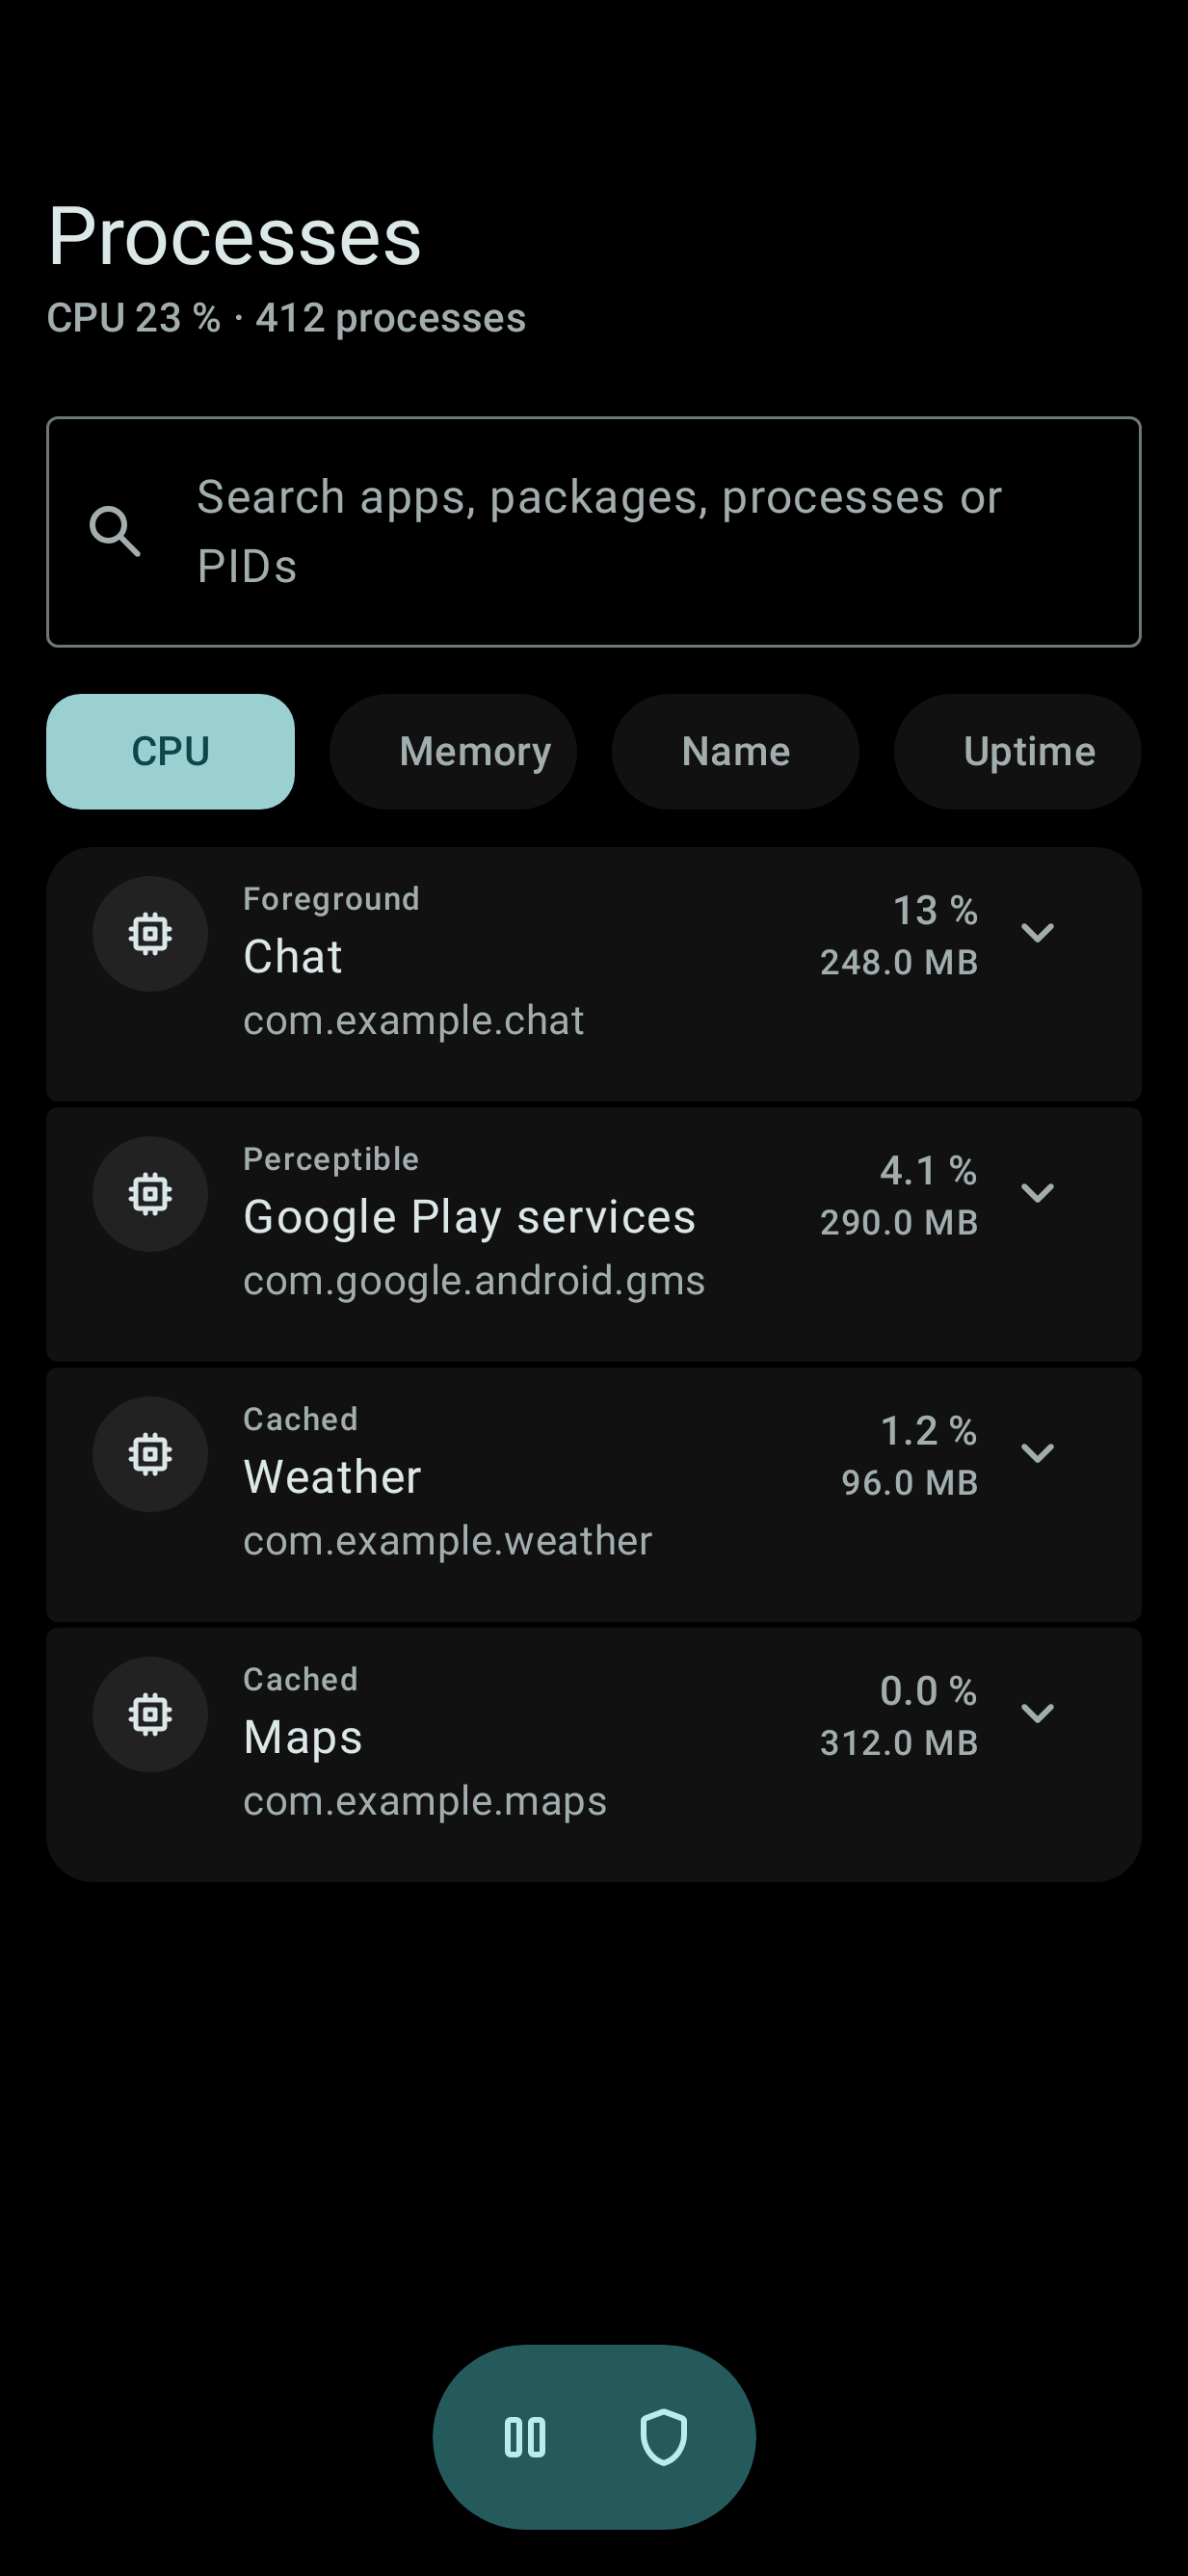 Processes
CPU 23 % · 412 processes
Search apps, packages, processes or
PIDs
CPU
Memory
Name
Uptime
Foreground
Chat
com.example.chat
13 %
248.0 MB
Perceptible
Google Play services
com.google.android.gms
4.1 %
290.0 MB
Cached
Weather
com.example.weather
1.2 %
96.0 MB
Cached
Maps
com.example.maps
0.0 %
312.0 MB